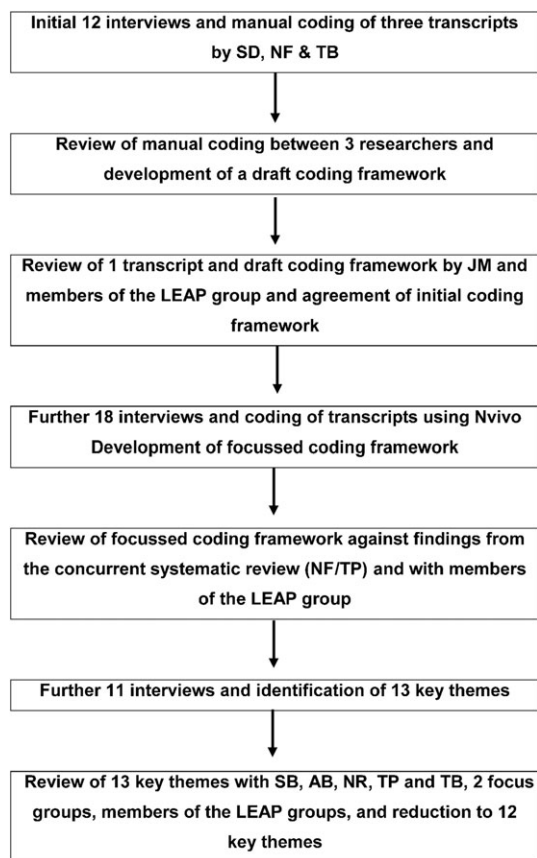 Initial 12 interviews and manual coding of three transcripts
by SD, NF & TB
Review of manual coding between 3 researchers and
development of a draft coding framework
Review of 1 transcript and draft coding framework by JM and
members of the LEAP group and agreement of initial coding
framework
Further 18 interviews and coding of transcripts using Nvivo
Development of focussed coding framework
Review of focussed coding framework against findings from
the concurrent systematic review (NF/TP) and with members
of the LEAP group
Further 11 interviews and identification of 13 key themes
Review of 13 key themes with SB, AB, NR, TP and TB, 2 focus
groups, members of the LEAP groups, and reduction to 12
key themes